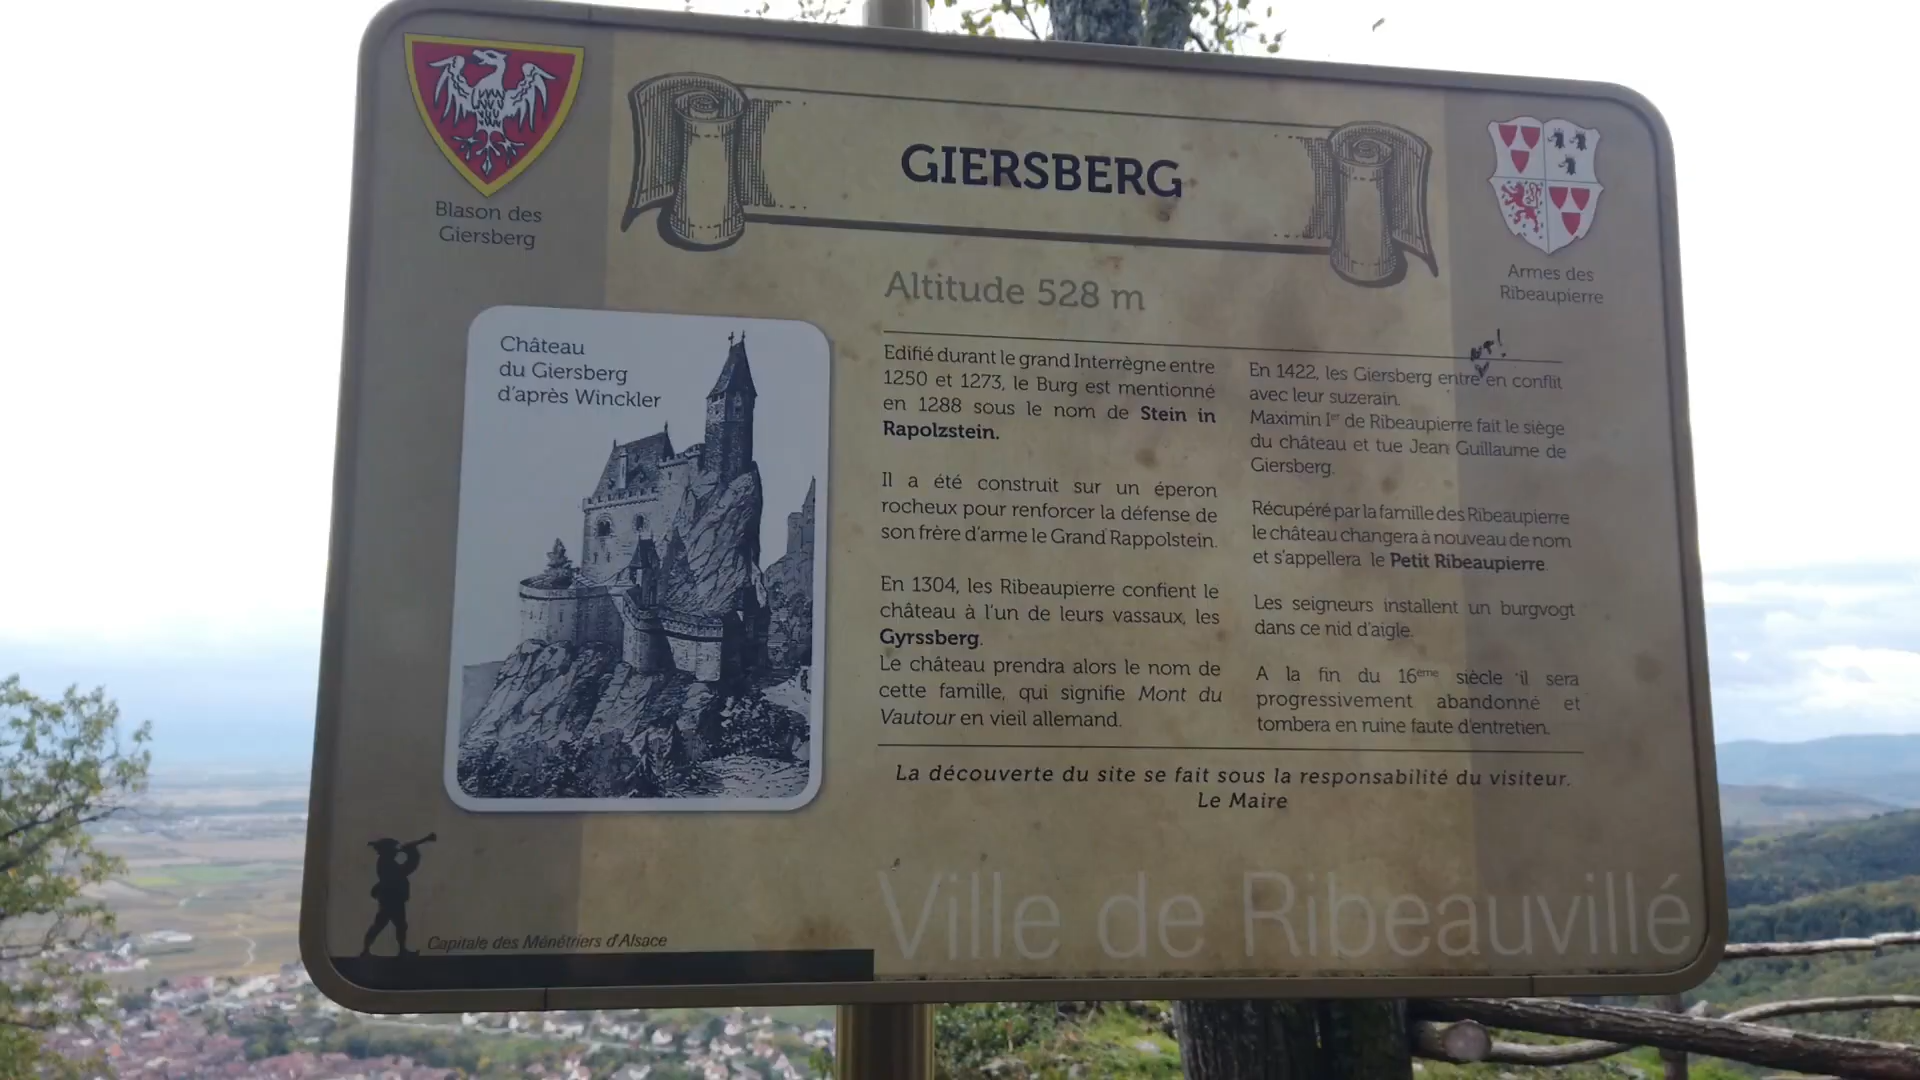 Blason des
Giersberg
GIERSBERG
Armes des
Ribeaupierre
Altitude 528 m
Château
du Giersberg
d'après Winckler
Edifié durant le grand Interrègne entre
1250 et 1273, le Burg est mentionné
en 1288 sous le nom de Stein in
Rapolzstein.
Il a été construit sur un éperon
rocheux pour renforcer la défense de
son frère d'arme le Grand Rappolstein.
En 1304, les Ribeaupierre confient le
château à l'un de leurs vassaux, les
Gyrssberg.
Le château prendra alors le nom de
cette famille, qui signifie Mont du
Vautour en vieil allemand.
nt!
En 1422, les Giersberg entre en conflit
avec leur suzerain.
Maximin Ier de Ribeaupierre fait le siège
du château et tue Jean Guillaume de
Giersberg.
Récupéré par la famille des Ribeaupierre
le château changera à nouveau de nom
et s'appellera le Petit Ribeaupierre
Les seigneurs installent un burgvogt
dans ce nid d'aigle.
A la fin du 16eme siècle il sera
progressivement abandonné et
tombera en ruine faute d'entretien.
La découverte du site se fait sous la responsabilité du visiteur.
Le Maire
Capitale des Ménétriers d'Alsace
Ville de Ribeauvillé